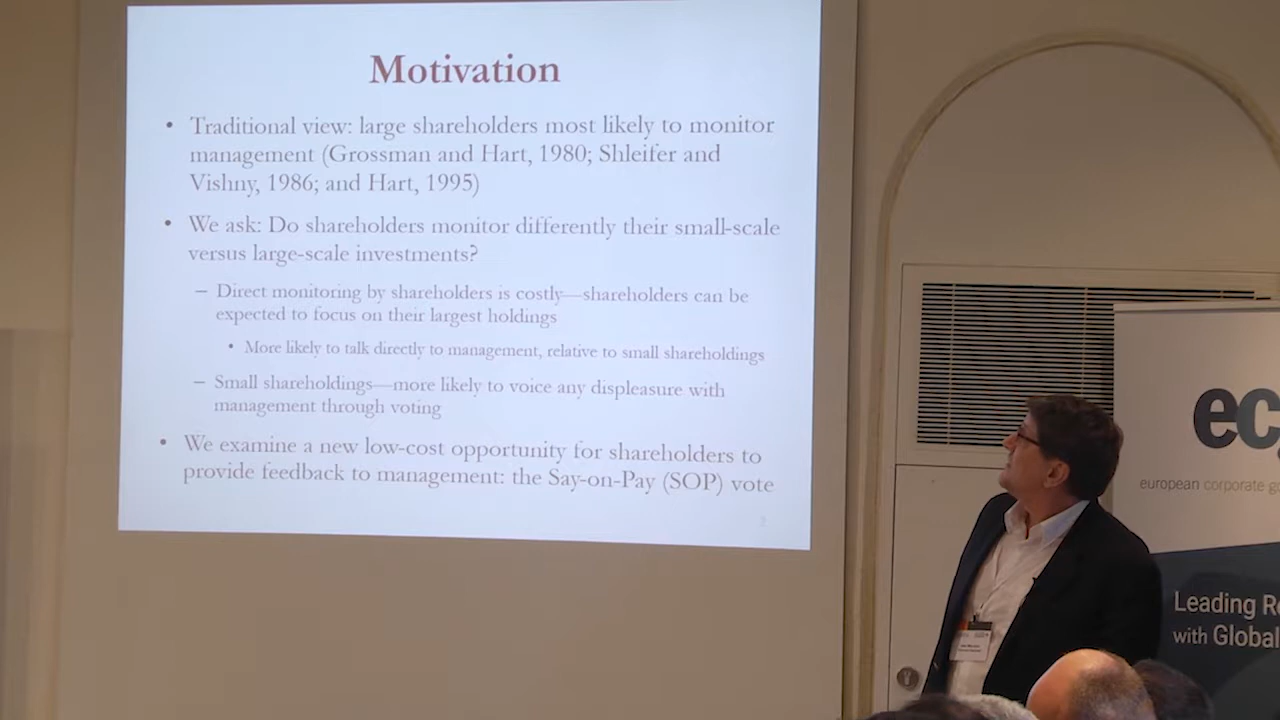 Motivation
• Traditional view: large shareholders most likely to monitor
management (Grossman and Hart, 1980; Shleifer and
Vishny, 1986; and Hart, 1995)
• We ask: Do shareholders monitor differently their small-scale
versus large-scale investments?
– Direct monitoring by shareholders is costly—shareholders can be
expected to focus on their largest holdings
• More likely to talk directly to management, relative to small shareholdings
– Small shareholdings—more likely to voice any displeasure with
management through voting
• We examine a new low-cost opportunity for shareholders to
provide feedback to management: the Say-on-Pay (SOP) vote
2
ec
european corporate go
Leading Re
with Global